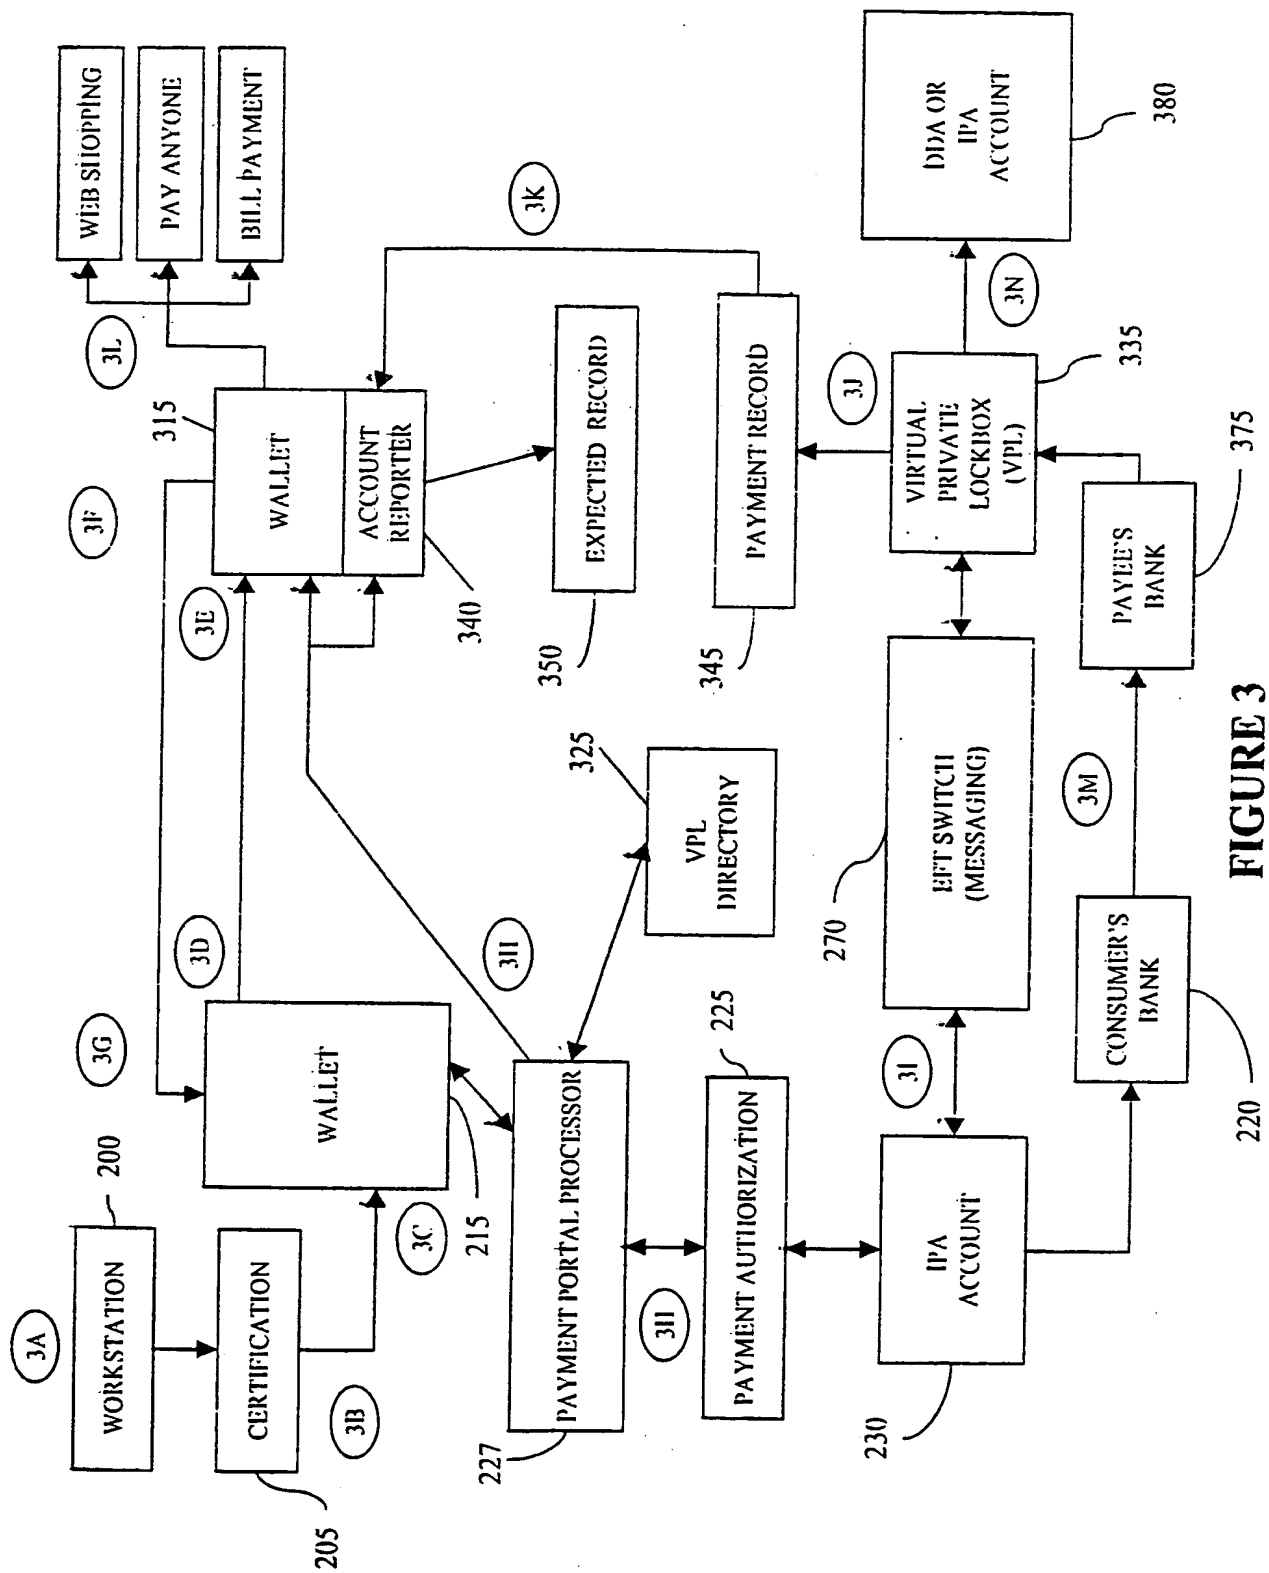 3A
WORKSTATION
200
CERTIFICATION
205
3B
3C
WALLET
215
3G
3D
3E
3F
WALLET
315
ACCOUNT
REPORTER
340
3L
WEB SHOPPING
PAY ANYONE
BILL PAYMENT
3K
PAYMENT PORTAL PROCESSOR
227
3H
VPL
DIRECTORY
325
EXPECTED RECORD
350
3H
PAYMENT AUTHORIZATION
225
PAYMENT RECORD
345
3J
IPA
ACCOUNT
230
3I
EFT SWITCH
(MESSAGING)
270
VIRTUAL
PRIVATE
LOCKBOX
(VPL)
335
3N
DDA OR
IPA
ACCOUNT
380
CONSUMER'S
BANK
220
3M
PAYEE'S
BANK
375
FIGURE 3